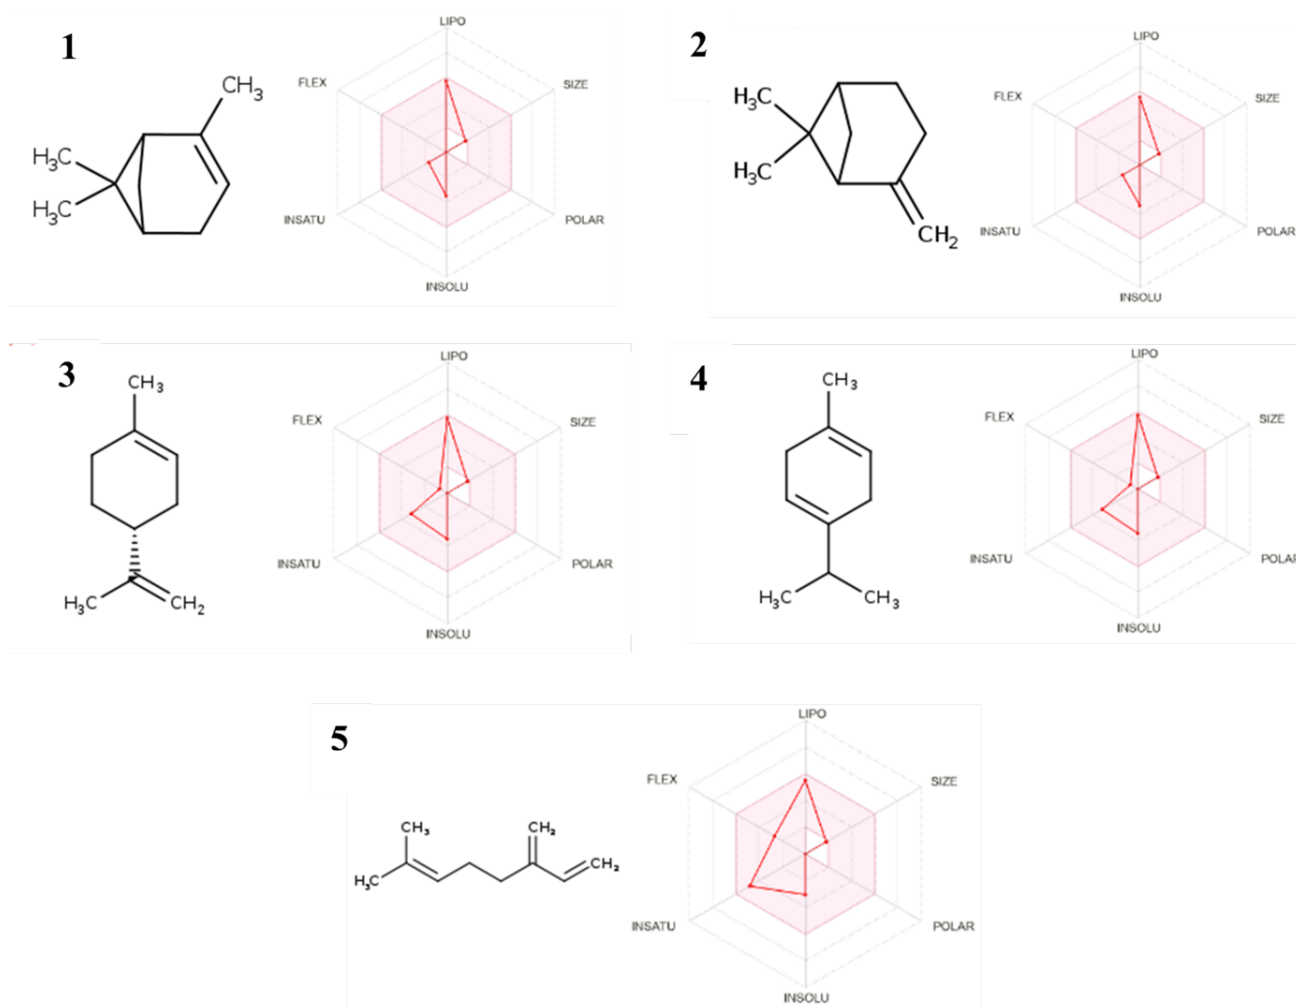 1
CH₃
H₃C
H₃C
LIPO
FLEX
SIZE
INSATU
POLAR
INSOLU
2
H₃C
H₃C
CH₂
LIPO
FLEX
SIZE
INSATU
POLAR
INSOLU
3
CH₃
H₃C
CH₂
LIPO
FLEX
SIZE
INSATU
POLAR
INSOLU
4
CH₃
H₃C
CH₃
LIPO
FLEX
SIZE
INSATU
POLAR
INSOLU
5
CH₃
CH₂
H₃C
CH₂
LIPO
FLEX
SIZE
INSATU
POLAR
INSOLU